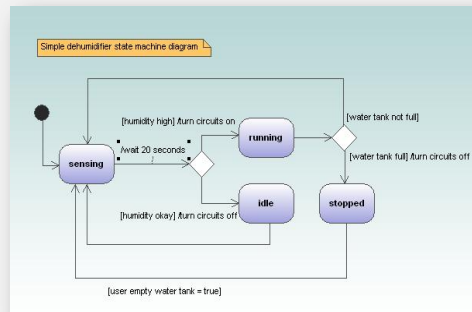 Simple dehumidifier state machine diagram
[humidity high] /turn circuits on
[water tank not full]
/wait 20 seconds
running
[water tank full] /turn circuits off
sensing
[humidity okay] /turn circuits off
idle
stopped
[user empty water tank = true]